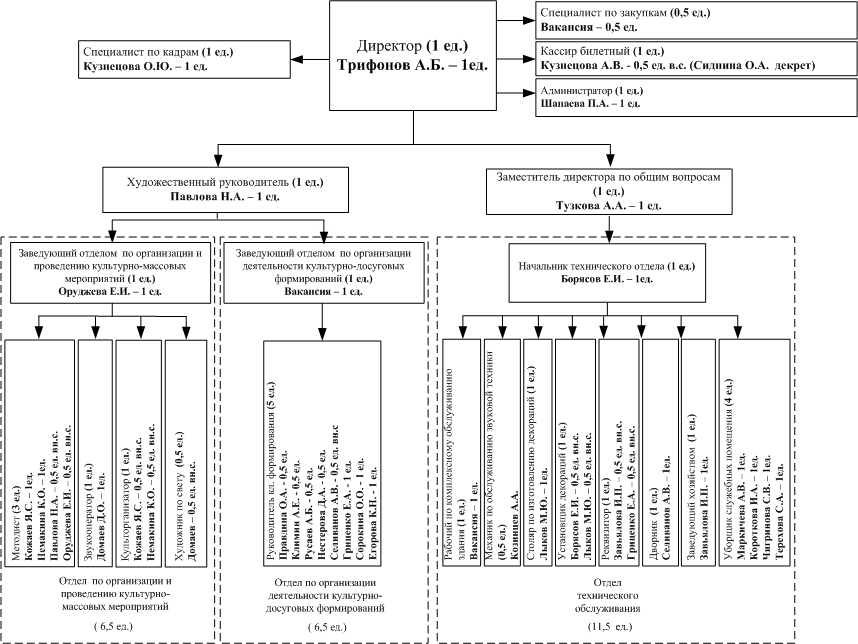 Специалист по закупкам (0,5 ед.)
Вакансия – 0,5 ед.
Директор (1 ед.)
Трифонов А.Б. – 1ед.
Специалист по кадрам (1 ед.)
Кузнецова О.Ю. - 1 ед.
Кассир билетный (1 ед.)
Кузнецова А.В. - 0,5 ед. в.с. (Сиднина О.А. декрет)
Администратор (1 ед.)
Шапаева П.А. – 1 ед.
Художественный руководитель (1 ед.)
Павлова Н.А. – 1 ед.
Заместитель директора по общим вопросам
(1 ед.)
Тузкова А.А. – 1 ед.
Заведующий отделом по организации и
проведению культурно-массовых
мероприятий (1 ед.)
Оруджева Е.И. – 1 ед.
Заведующий отделом по организации
деятельности культурно-досуговых
формирований (1 ед.)
Вакансия – 1 ед.
Начальник технического отдела (1 ед.)
Борясов Е.И. – 1ед.
Методист (3 ед.)
Кожаев Я.С. – 1ед.
Немакина К.О. – 1ед.
Павлова Н.А. – 0,5 ед. вн.с.
Оруджева Е.И. – 0,5 ед. вн.с.
Звукооператор (1 ед.)
Домаев Д.О. – 1ед.
Культорганизатор (1 ед.)
Кожаев Я.С. – 0,5 ед. вн.с.
Немакина К.О. – 0,5 ед. вн.с.
Художник по свету (0,5 ед.)
Домаев – 0,5 ед. вн.с.
Руководитель кл. формирования (5 ед.)
Правдина О.А. - 0,5 ед.
Климин А.Е. - 0,5 ед.
Русаев А.Б. - 0,5 ед.
Нестерова Д.А. - 0,5 ед.
Селиванов А.В. - 0,5 ед. вн.с
Гриценко Е.А. - 1 ед.
Сорокина О.О. - 1 ед.
Егорова К.Н. - 1 ед.
Рабочий по комплексному обслуживанию
здания (1 ед.)
Вакансия – 1 ед.
Механик по обслуживанию звуковой техники
(0,5 ед.)
Козинцев А.А.
Столяр по изготовлению декораций (1 ед.)
Лыков М.Ю. – 1ед.
Установщик декораций (1 ед.)
Борясов Е.И. – 0,5 ед. вн.с.
Лыков М.Ю. – 0,5 ед. вн.с.
Реквизитор (1 ед.)
Завьялова И.П. – 0,5 ед. вн.с.
Гриценко Е.А. – 0,5 ед. вн.с.
Дворник (1 ед.)
Селиванов А.В. – 1ед.
Заведующий хозяйством (1 ед.)
Завьялова И.П. – 1ед.
Уборщик служебных помещения (4 ед.)
Маркичева А.В. – 1ед.
Короткова И.А. – 1ед.
Чигринова С.В. – 1ед.
Терехова С.А. – 1ед.
Отдел по организации и
проведению культурно-
массовых мероприятий
( 6,5 ед.)
Отдел по организации
деятельности культурно-
досуговых формирований
( 6,5 ед.)
Отдел
технического
обслуживания
(11,5 ед.)